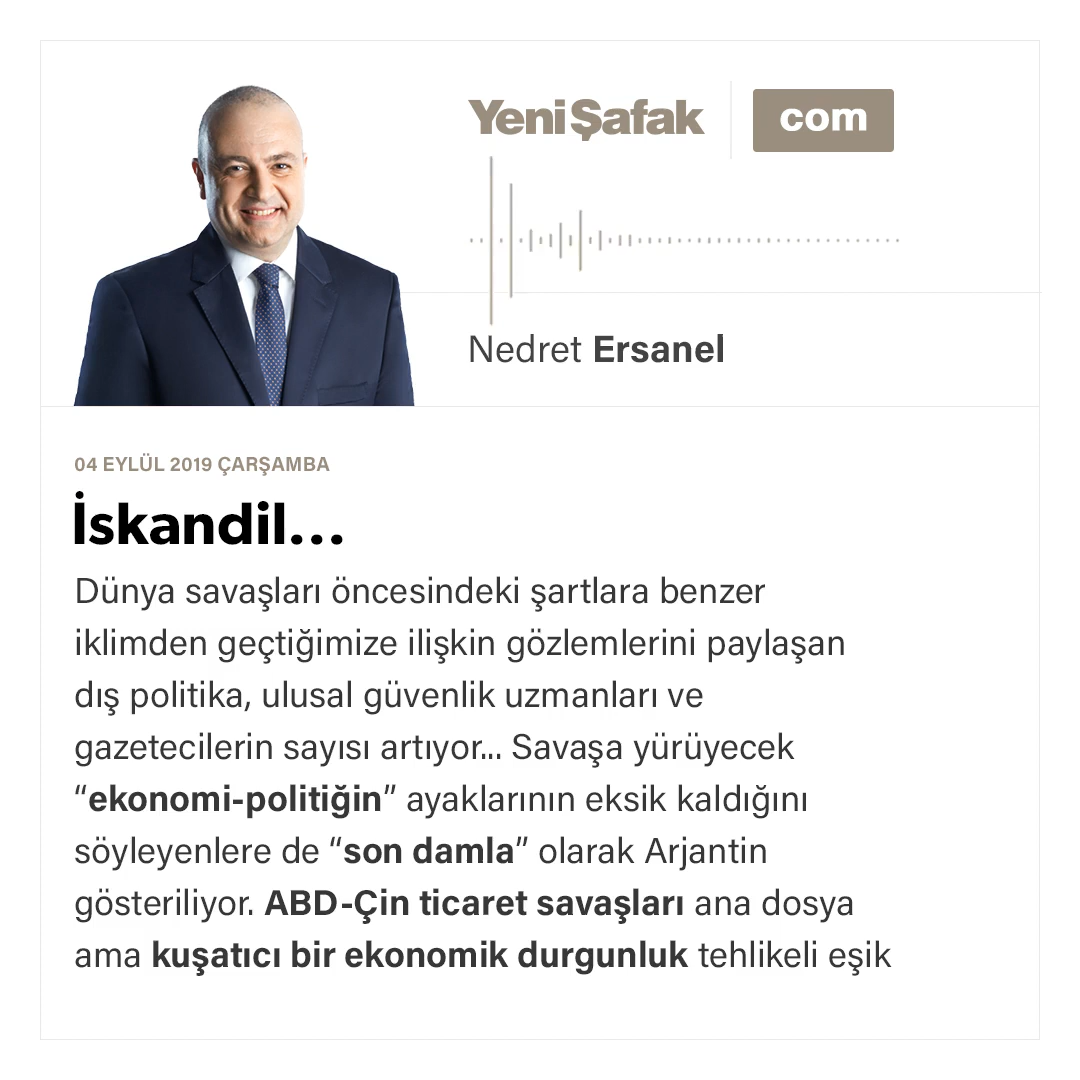 YeniŞafak
com
Nedret Ersanel
04 EYLÜL 2019 ÇARŞAMBA
İskandil...
Dünya savaşları öncesindeki şartlara benzer
iklimden geçtiğimize ilişkin gözlemlerini paylaşan
dış politika, ulusal güvenlik uzmanları ve
gazetecilerin sayısı artıyor... Savaşa yürüyecek
“ekonomi-politiğin” ayaklarının eksik kaldığını
söyleyenlere de “son damla” olarak Arjantin
gösteriliyor. ABD-Çin ticaret savaşları ana dosya
ama kuşatıcı bir ekonomik durgunluk tehlikeli eşik